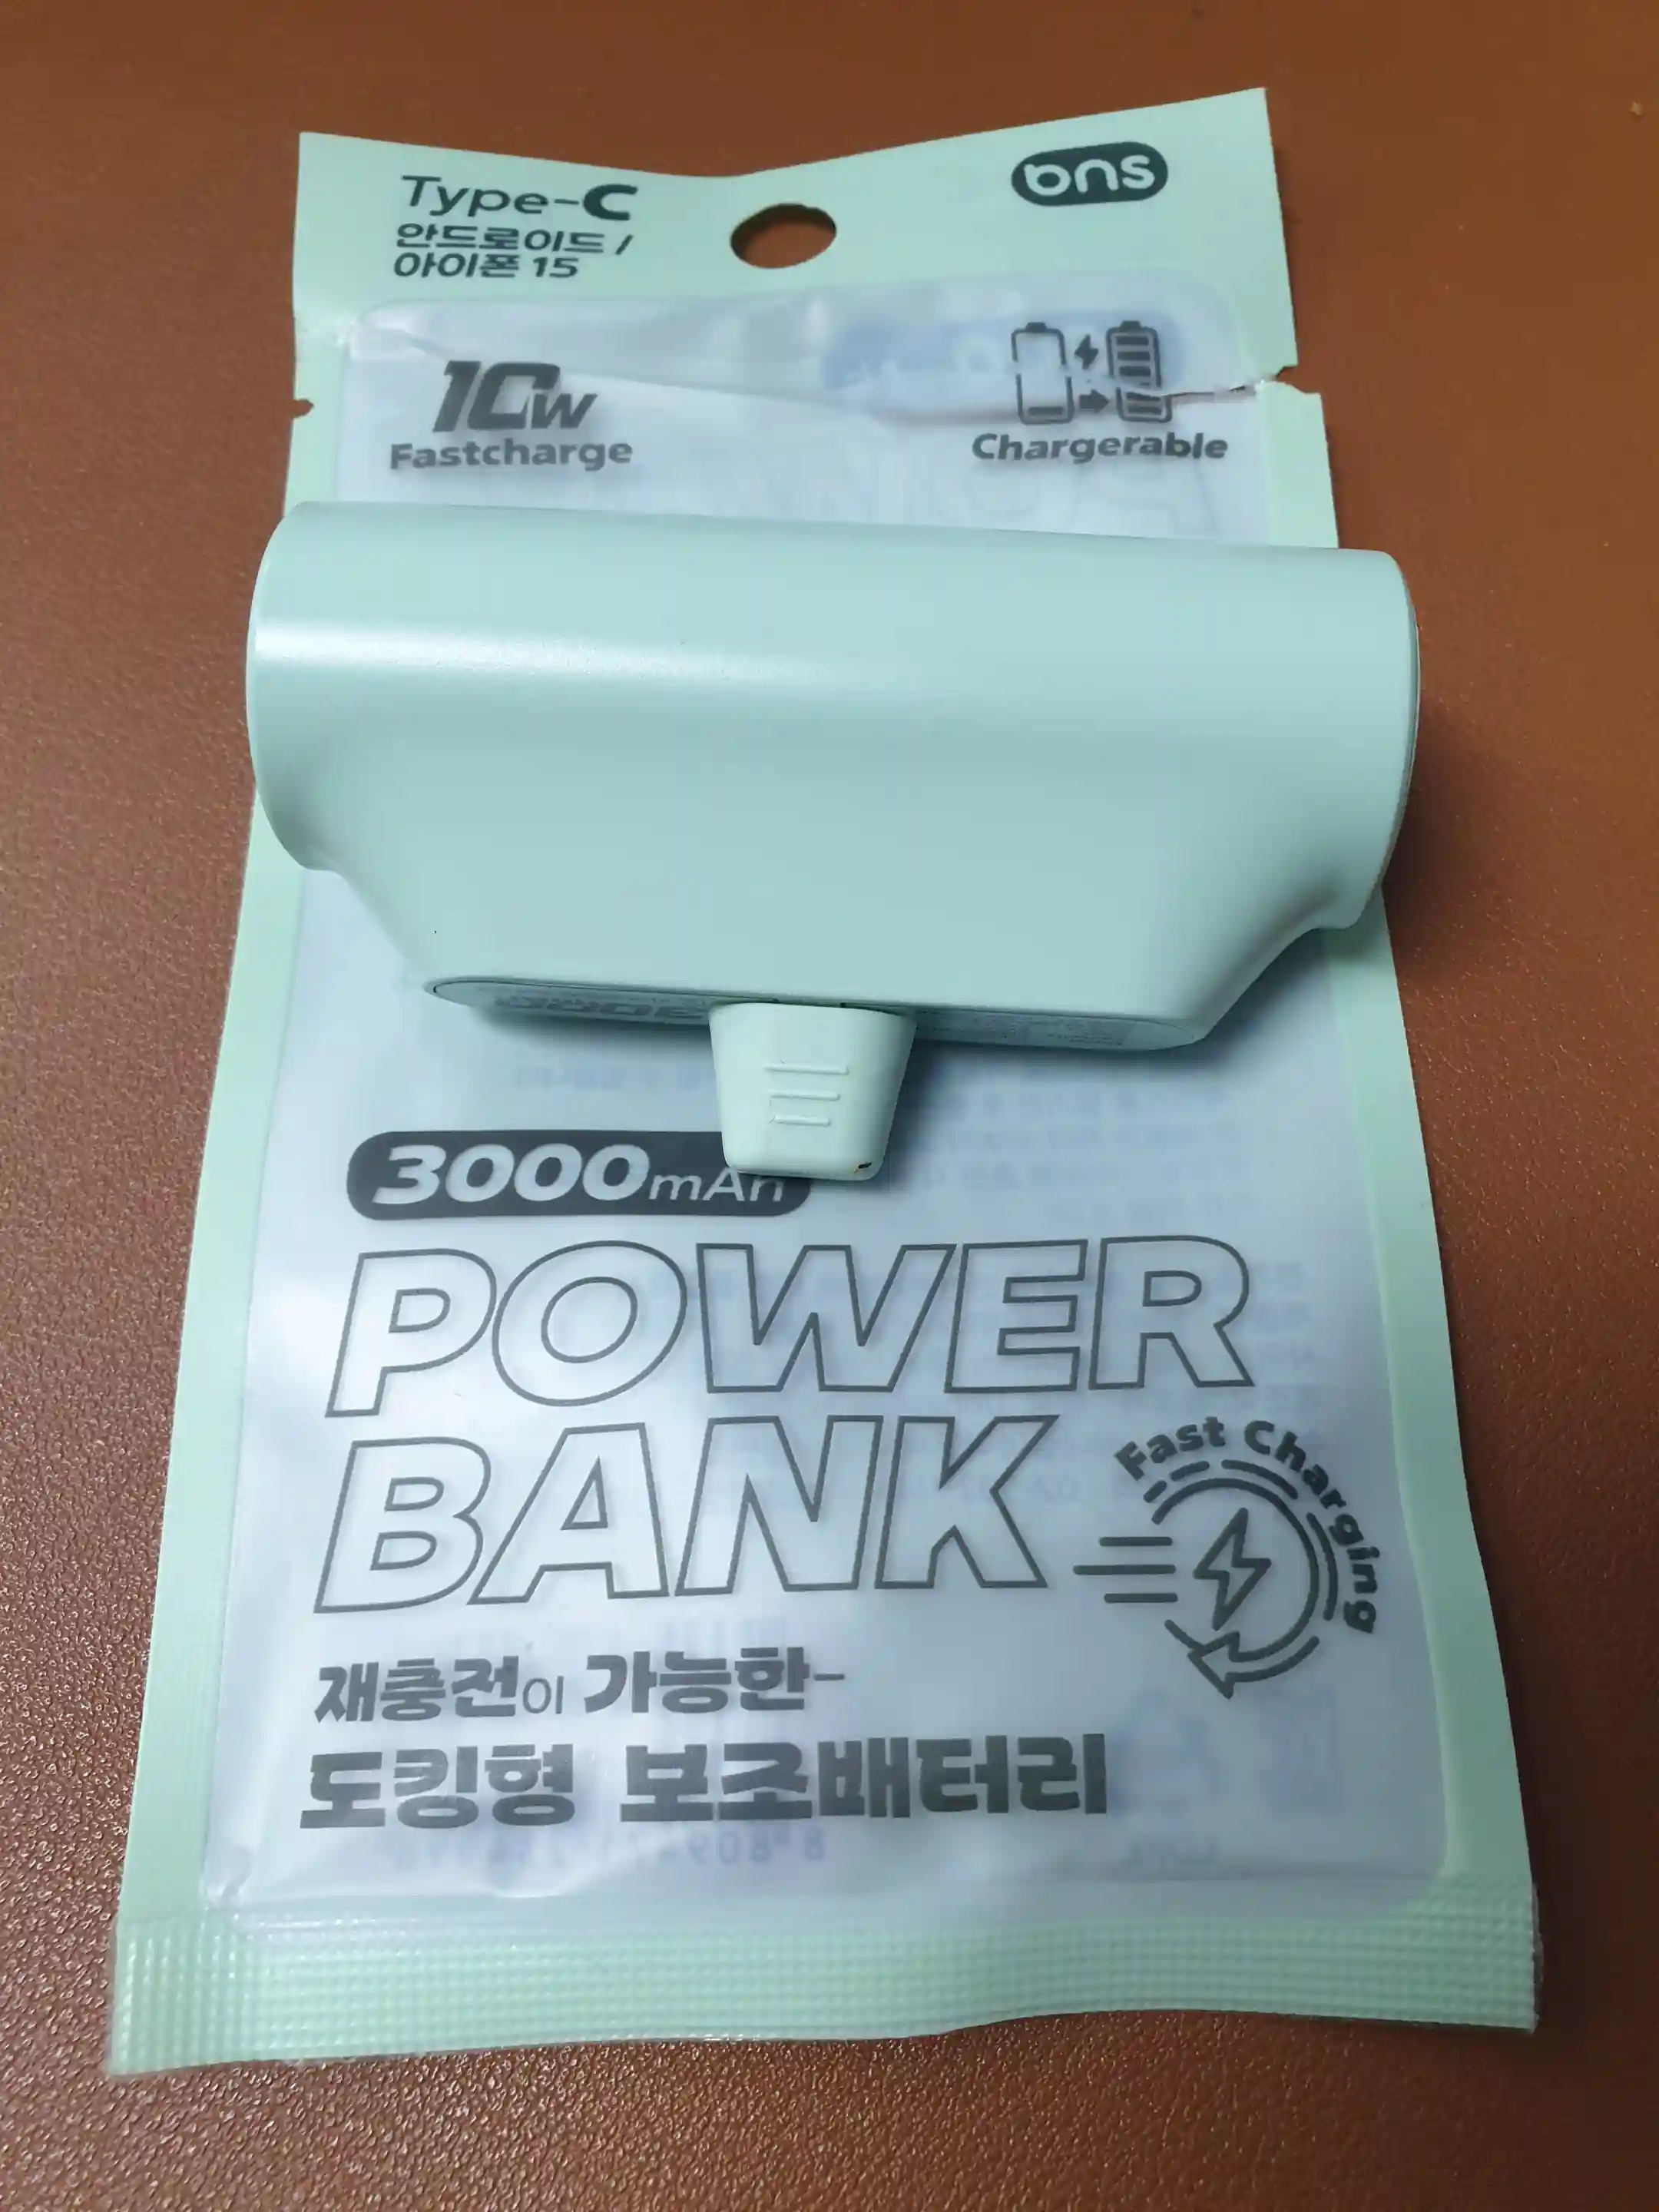 Type-C
bns
안드로이드 /
아이폰 15
10W
Fastcharge
Chargerable
3000mAh
POWER
BANK
Fast Charging
재충전이 가능한-
도킹형 보조배터리